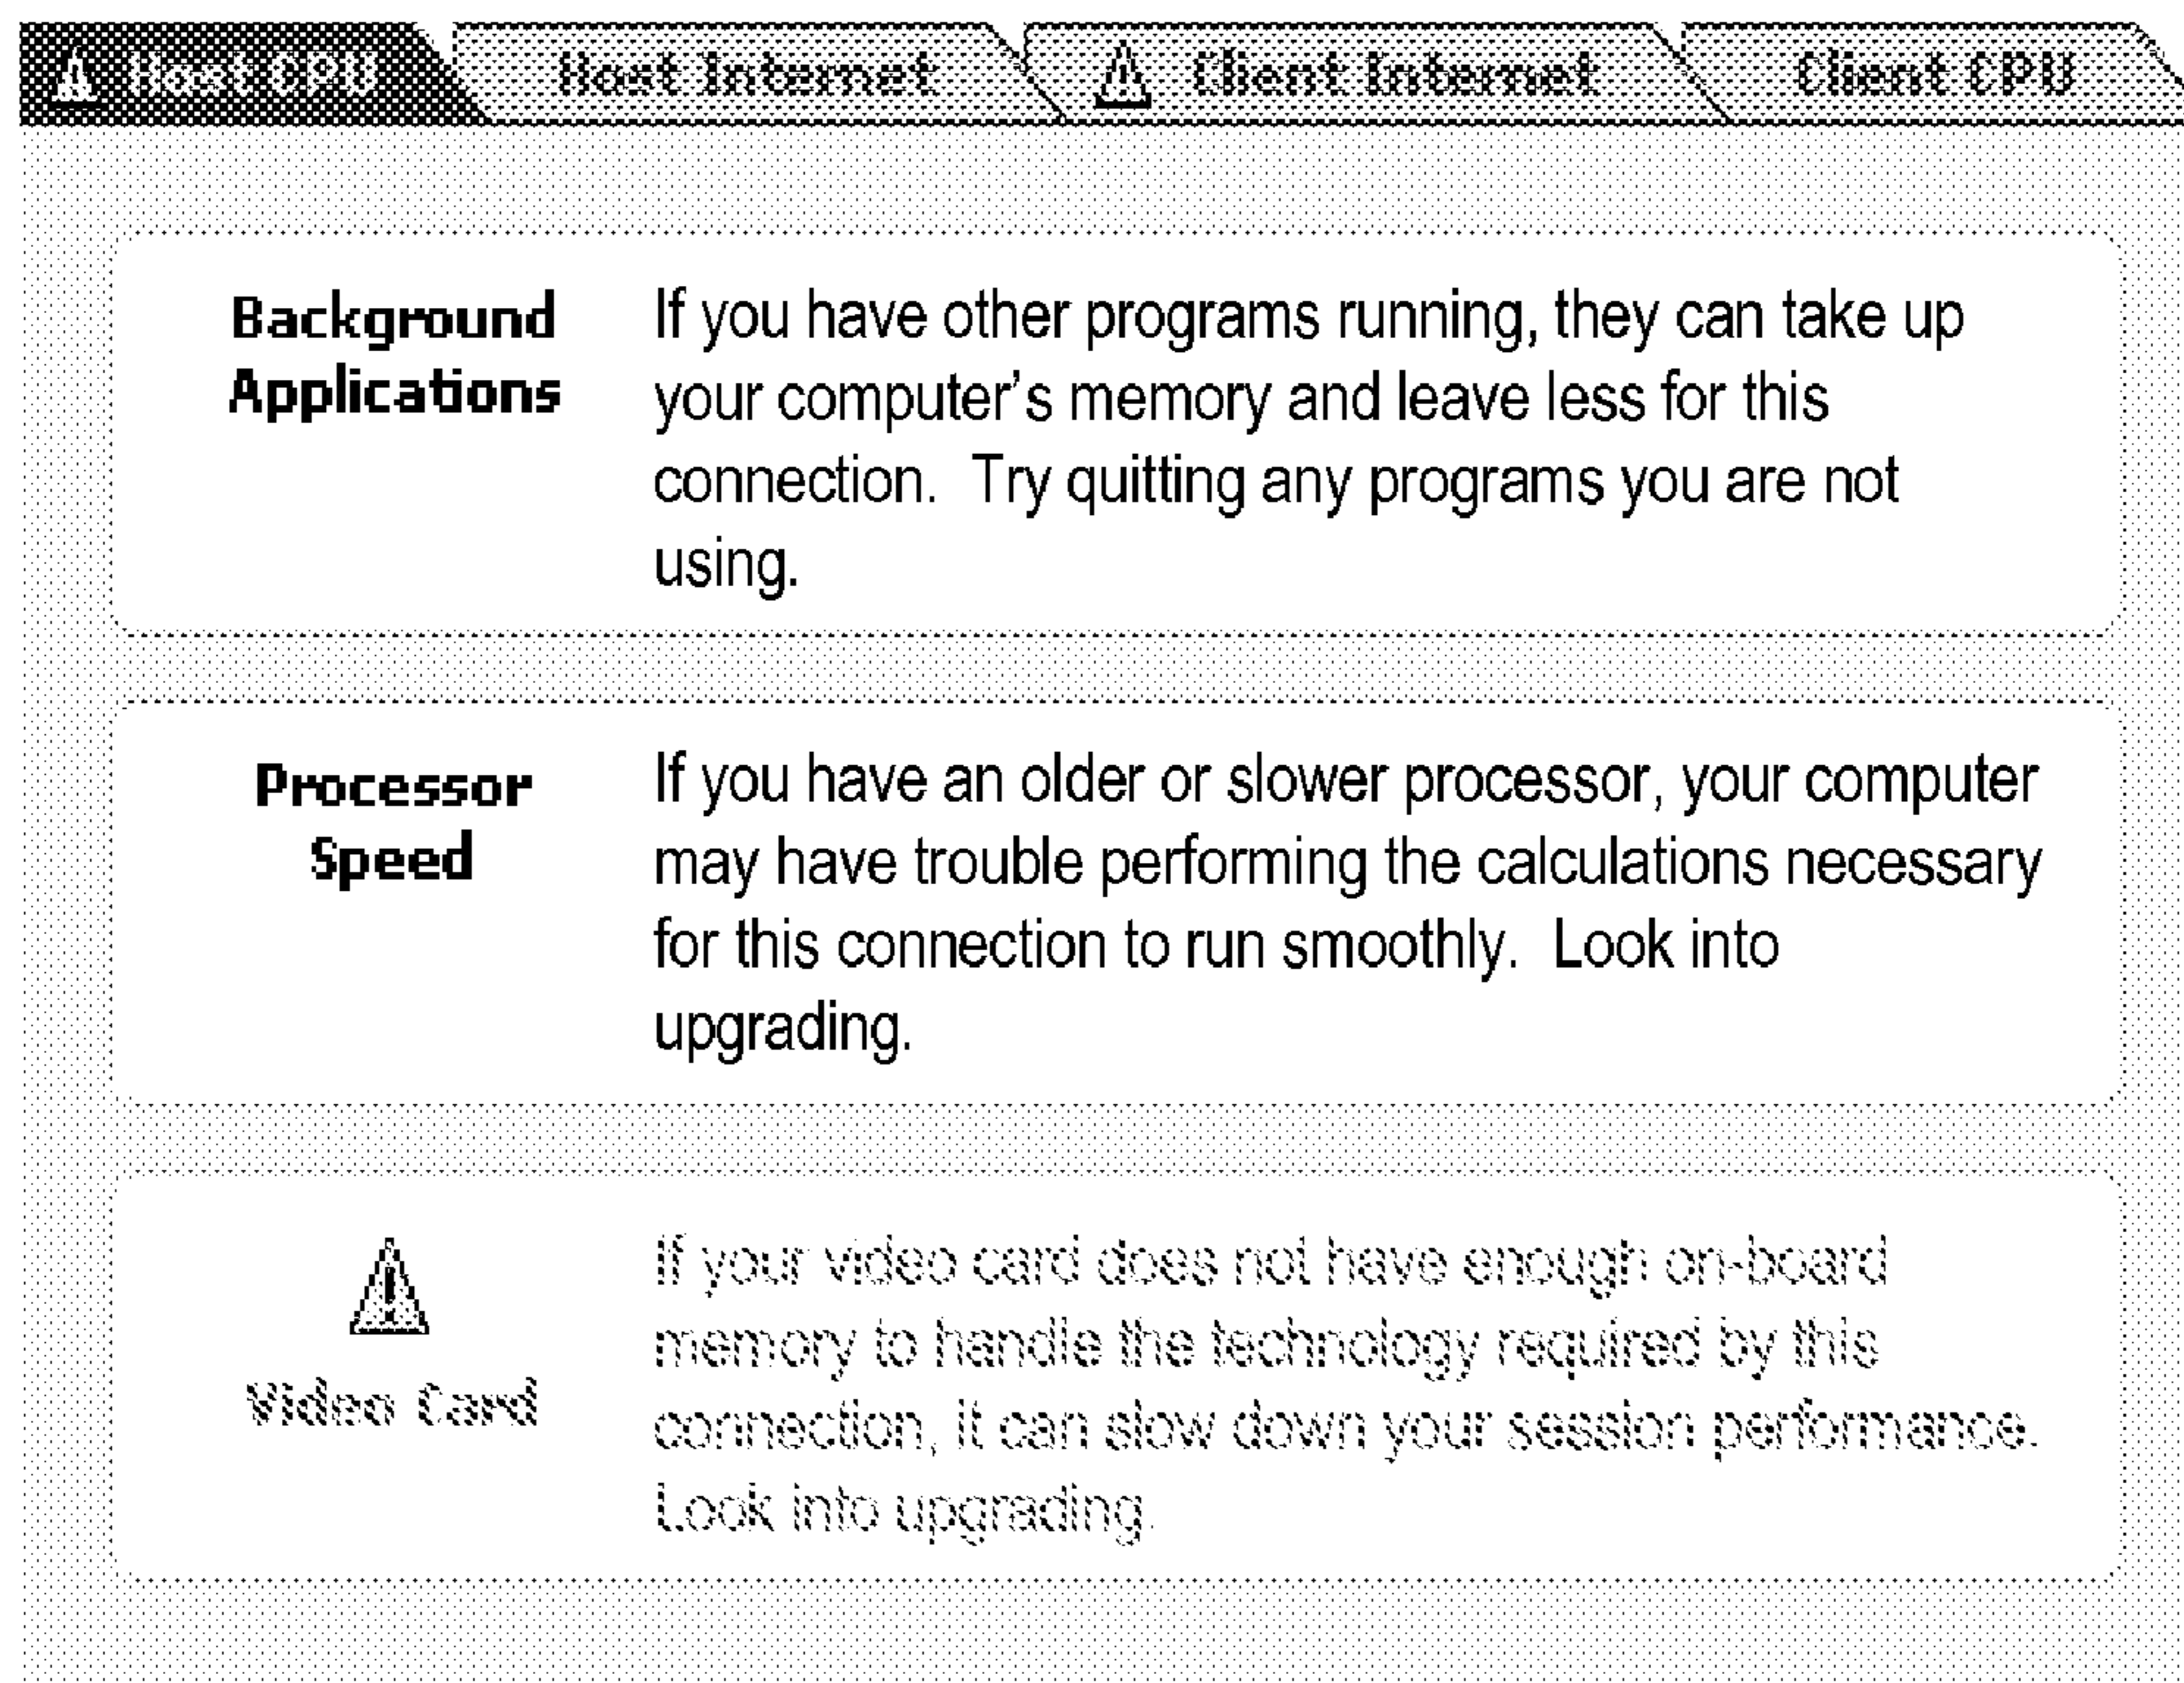 Host CPU Host Internet Client Internet Client CPU
Background
Applications
If you have other programs running, they can take up
your computer's memory and leave less for this
connection.  Try quitting any programs you are not
using.
Processor
Speed
If you have an older or slower processor, your computer
may have trouble performing the calculations necessary
for this connection to run smoothly.  Look into
upgrading.
Video Card
If your video card does not have enough on-board
memory to handle the technology required by this
connection, it can slow down your session performance.
Look into upgrading.